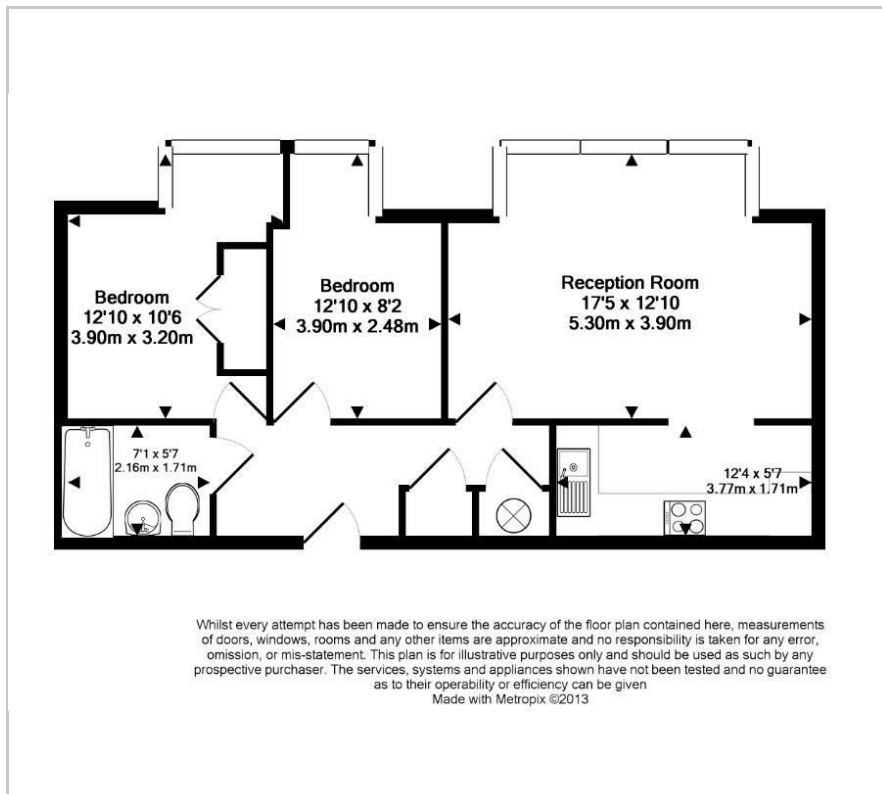 Bedroom
12'10 x 10'6
3.90m x 3.20m
Bedroom
12'10 x 8'2
3.90m x 2.48m
Reception Room
17'5 x 12'10
5.30m x 3.90m
7'1 x 5'7
2.16m x 1.71m
12'4 x 5'7
3.77m x 1.71m
Whilst every attempt has been made to ensure the accuracy of the floor plan contained here, measurements
of doors, windows, rooms and any other items are approximate and no responsibility is taken for any error,
omission, or mis-statement. This plan is for illustrative purposes only and should be used as such by any
prospective purchaser. The services, systems and appliances shown have not been tested and no guarantee
as to their operability or efficiency can be given
Made with Metropix ©2013